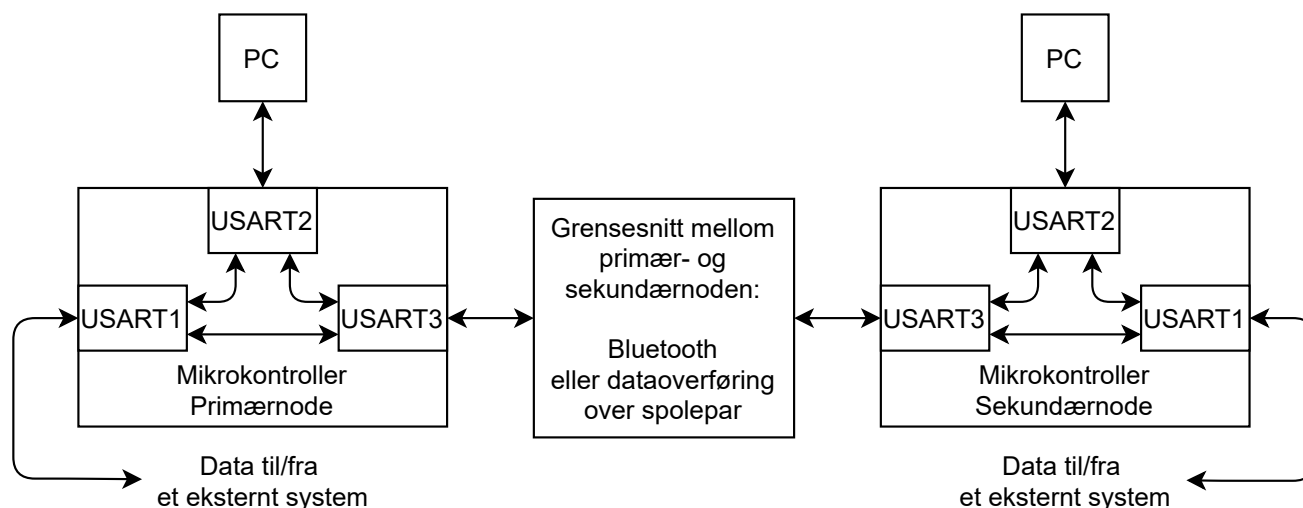 PC
USART2
USART1
USART3
Mikrokontroller
Primærnode
Data til/fra
et eksternt system
Grensesnitt mellom
primær- og
sekundærnoden:
Bluetooth
eller dataoverføring
over spolepar
PC
USART2
USART3
USART1
Mikrokontroller
Sekundærnode
Data til/fra
et eksternt system